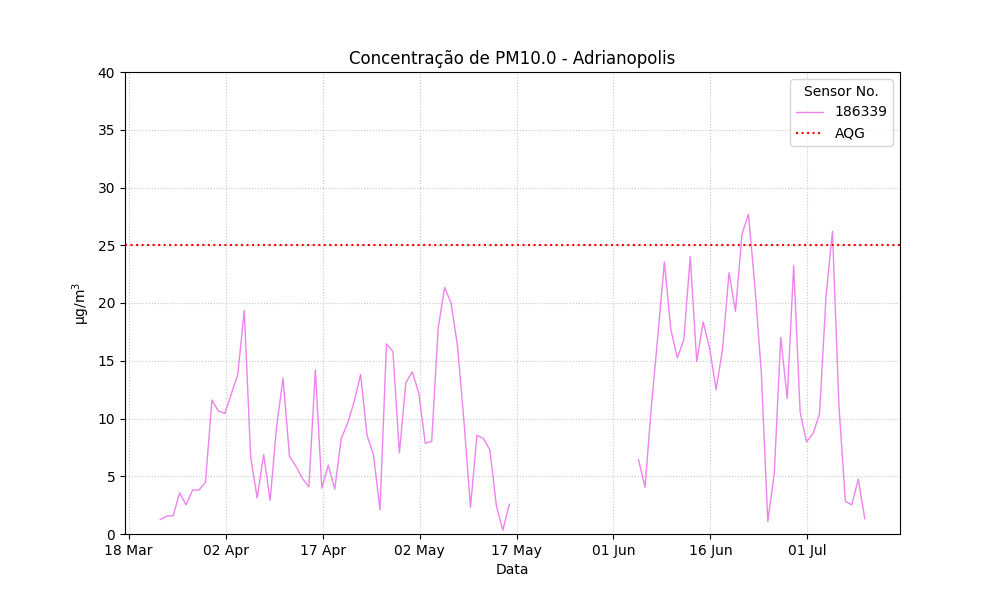 Concentração de PM10.0 - Adrianopolis
Sensor No.
186339
AQG
40
35
30
25
20
15
10
5
0
µg/m³
18 Mar 02 Apr 17 Apr 02 May 17 May 01 Jun 16 Jun 01 Jul
Data